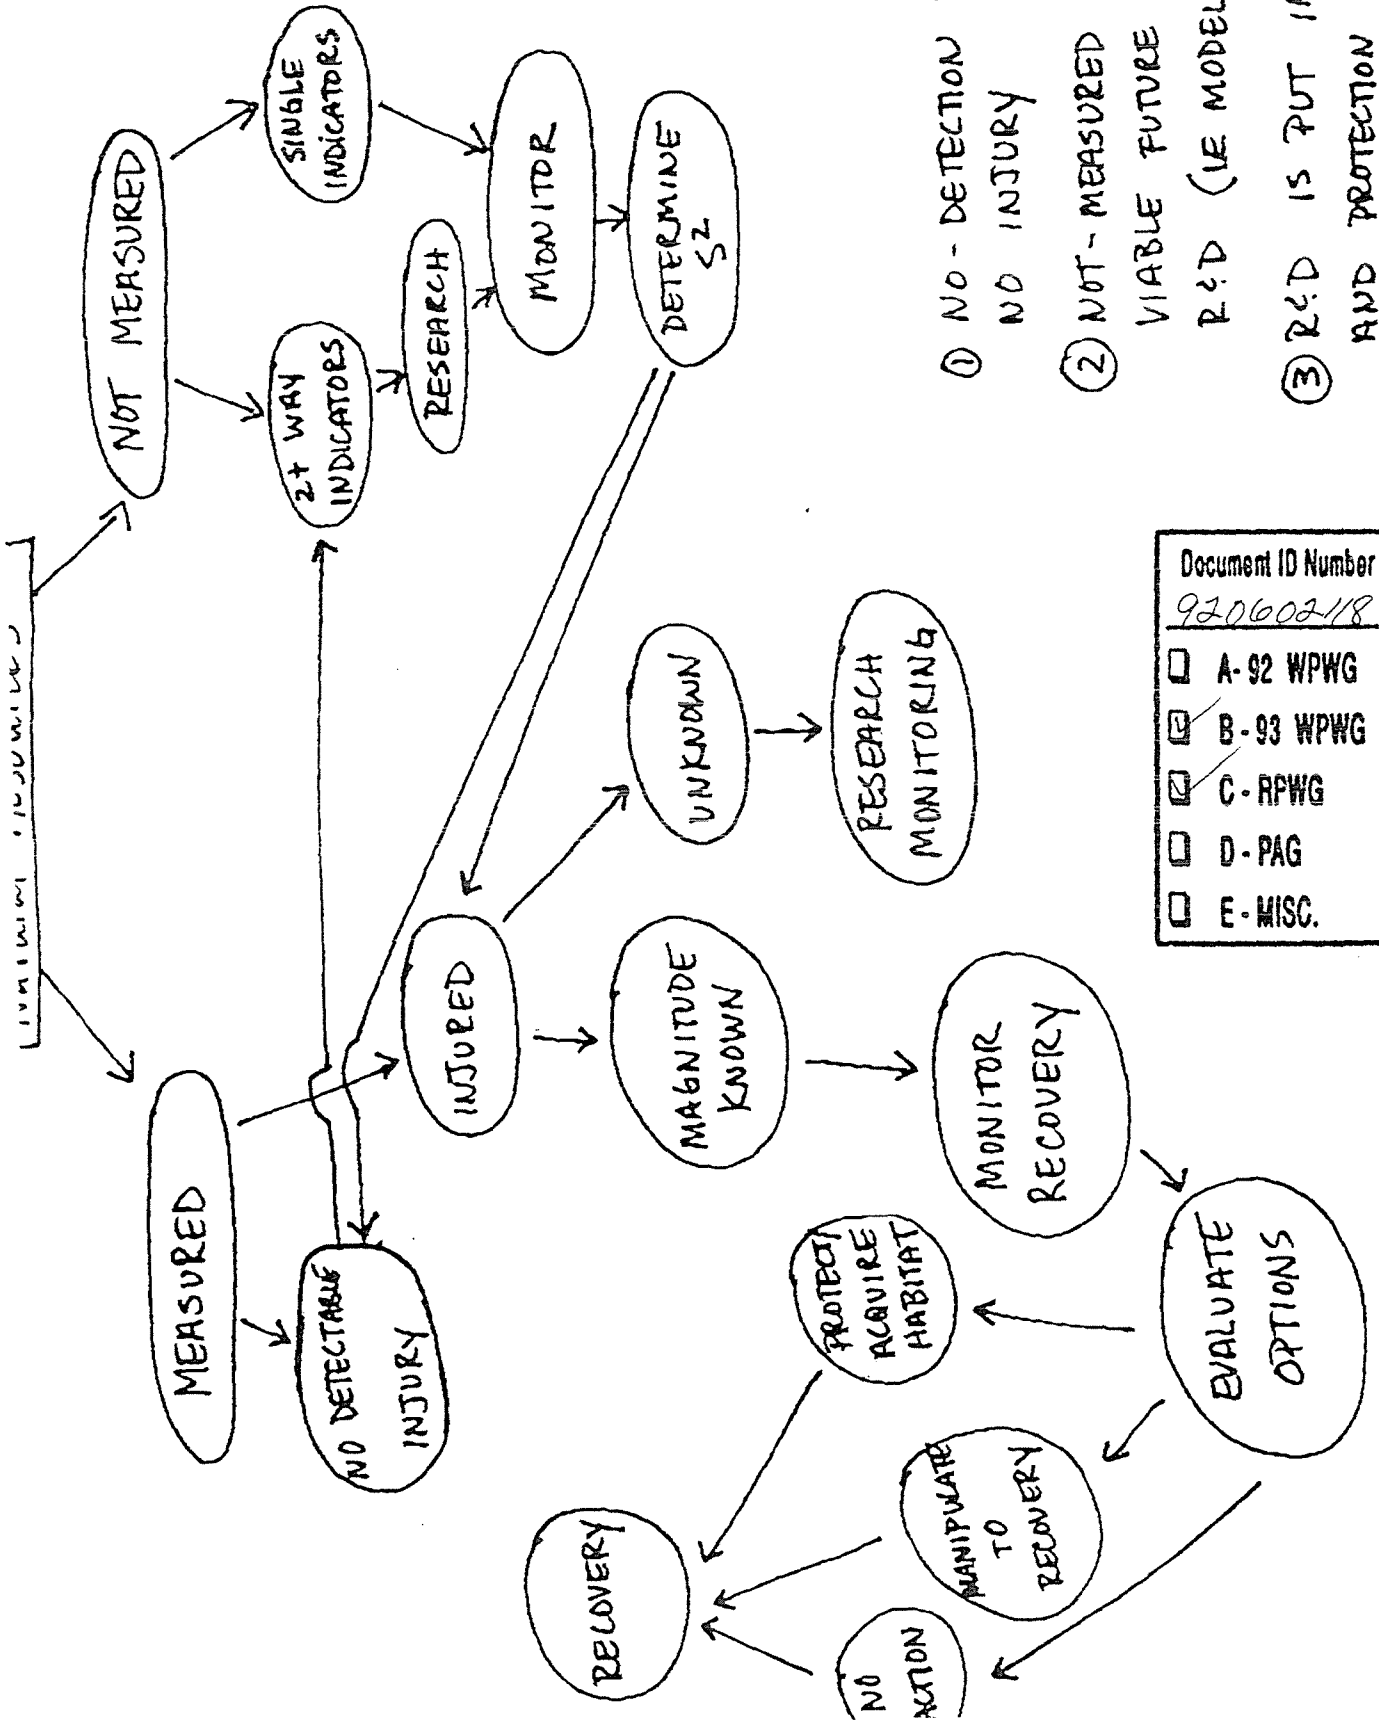 NOT MEASURED
SINGLE
INDICATORS
2+ WAY
INDICATORS
RESEARCH
MONITOR
DETERMINE
S2
MEASURED
NO DETECTABLE
INJURY
INJURED
UNKNOWN
RESEARCH
MONITORING
MAGNITUDE
KNOWN
MONITOR
RECOVERY
EVALUATE
OPTIONS
PROTECT/
ACQUIRE
HABITAT
MANIPULATE
TO
RECOVERY
NO
ACTION
RECOVERY
① NO-DETECTION
NO INJURY
② NOT-MEASURED
VIABLE FUTURE
R&D (IE MODEL
③ R&D IS PUT IN
AND PROTECTION
Document ID Number
920602118
A-92 WPWG
B-93 WPWG
C-RPWG
D-PAG
E-MISC.